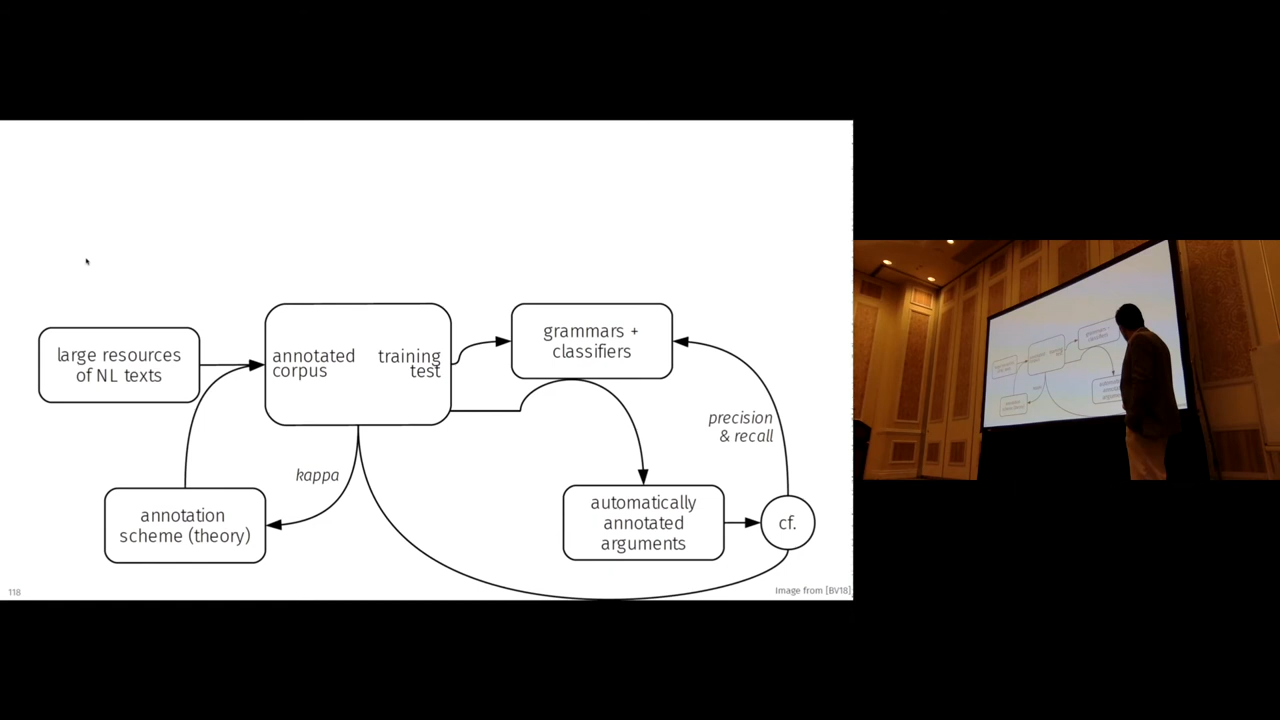 large resources
of NL texts
annotated
corpus
training
test
grammars +
classifiers
precision
& recall
kappa
annotation
scheme (theory)
automatically
annotated
arguments
cf.
118
Image from [BV18]